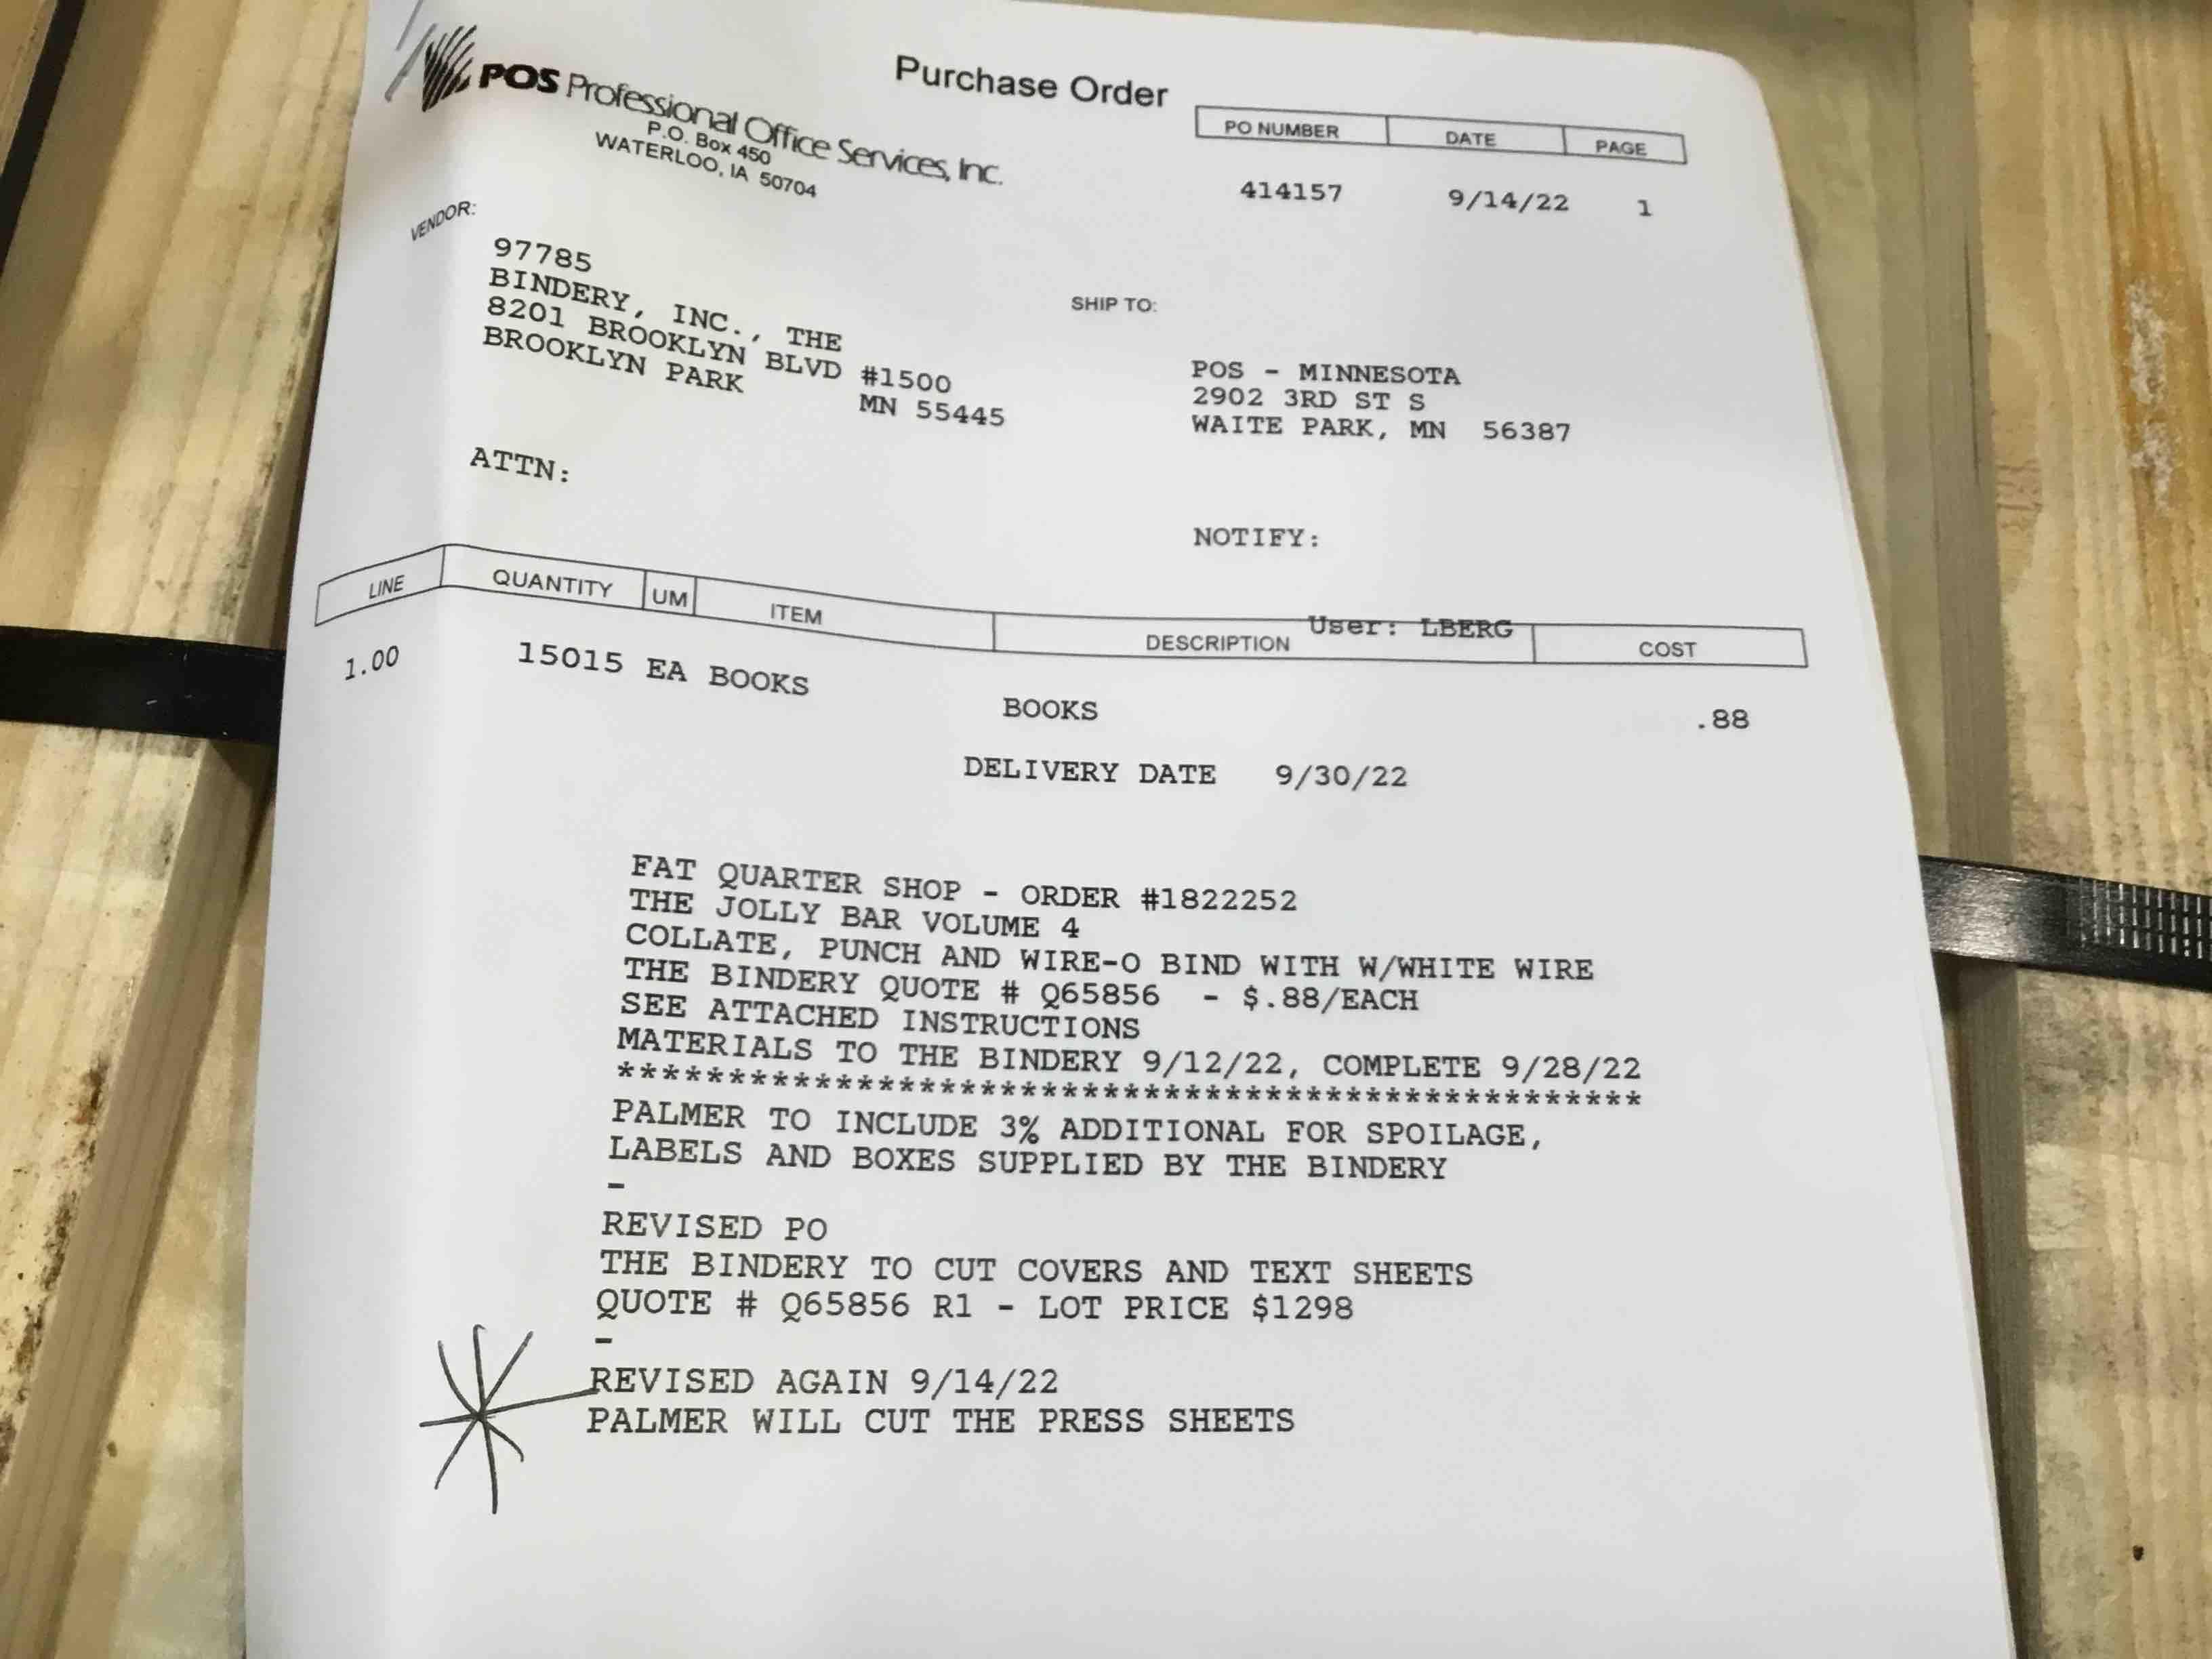 POS Professional Office Services, Inc.
P.O. Box 450
WATERLOO, IA 50704
Purchase Order
PO NUMBER DATE PAGE
414157 9/14/22 1
VENDOR:
97785
BINDERY, INC., THE
8201 BROOKLYN BLVD #1500
BROOKLYN PARK MN 55445
SHIP TO:
POS - MINNESOTA
2902 3RD ST S
WAITE PARK, MN 56387
ATTN:
NOTIFY:
User: LBERG
LINE QUANTITY UM ITEM DESCRIPTION COST
1.00 15015 EA BOOKS BOOKS .88
DELIVERY DATE 9/30/22
FAT QUARTER SHOP - ORDER #1822252
THE JOLLY BAR VOLUME 4
COLLATE, PUNCH AND WIRE-O BIND WITH W/WHITE WIRE
THE BINDERY QUOTE # Q65856 - $.88/EACH
SEE ATTACHED INSTRUCTIONS
MATERIALS TO THE BINDERY 9/12/22, COMPLETE 9/28/22
**************************************************
PALMER TO INCLUDE 3% ADDITIONAL FOR SPOILAGE,
LABELS AND BOXES SUPPLIED BY THE BINDERY
-
REVISED PO
THE BINDERY TO CUT COVERS AND TEXT SHEETS
QUOTE # Q65856 R1 - LOT PRICE $1298
-
REVISED AGAIN 9/14/22
PALMER WILL CUT THE PRESS SHEETS